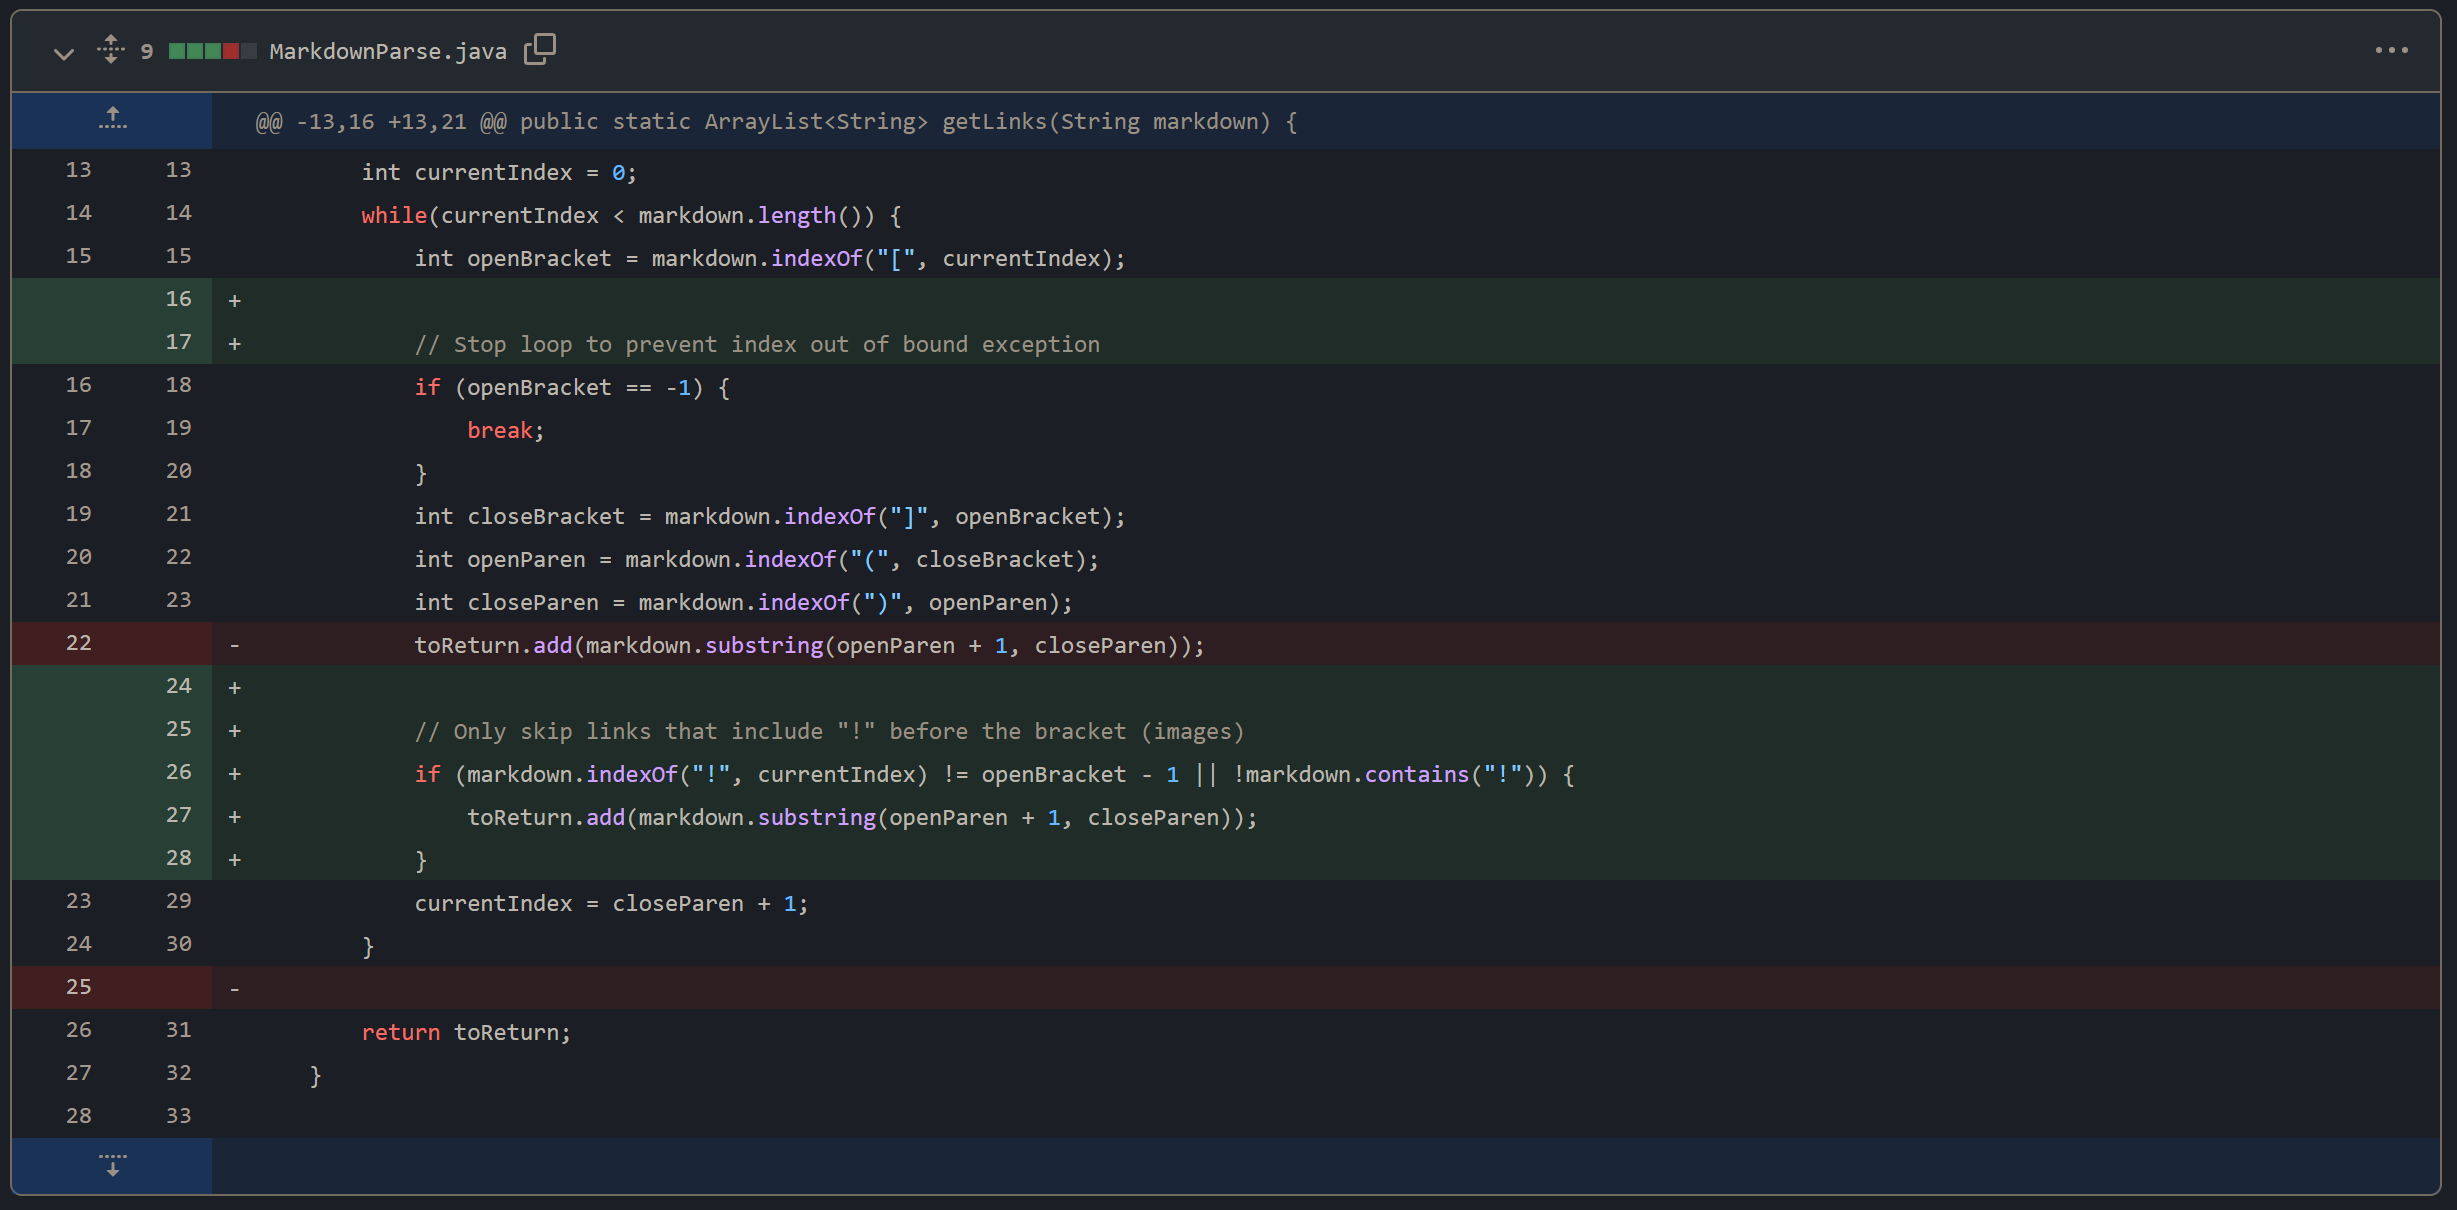 9 MarkdownParse.java
@@ -13,16 +13,21 @@ public static ArrayList<String> getLinks(String markdown) {
13 13 int currentIndex = 0;
14 14 while(currentIndex < markdown.length()) {
15 15 int openBracket = markdown.indexOf("[", currentIndex);
16 +
17 + // Stop loop to prevent index out of bound exception
16 18 if (openBracket == -1) {
17 19 break;
18 20 }
19 21 int closeBracket = markdown.indexOf("]", openBracket);
20 22 int openParen = markdown.indexOf("(", closeBracket);
21 23 int closeParen = markdown.indexOf(")", openParen);
22 - toReturn.add(markdown.substring(openParen + 1, closeParen));
24 +
25 + // Only skip links that include "!" before the bracket (images)
26 + if (markdown.indexOf("!", currentIndex) != openBracket - 1 || !markdown.contains("!")) {
27 + toReturn.add(markdown.substring(openParen + 1, closeParen));
28 + }
23 29 currentIndex = closeParen + 1;
24 30 }
25 -
26 31 return toReturn;
27 32 }
28 33